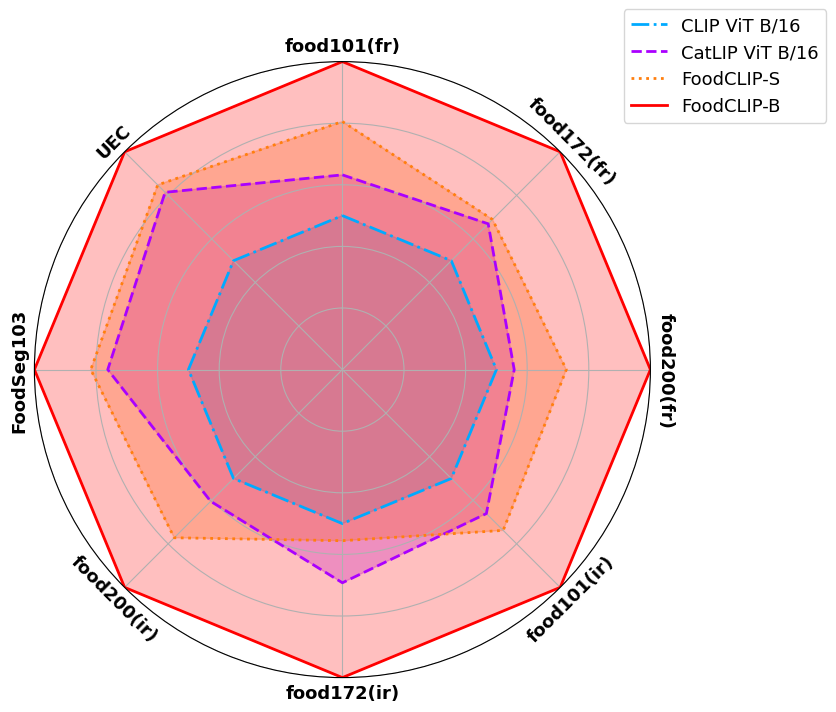 CLIP ViT B/16
CatLIP ViT B/16
FoodCLIP-S
FoodCLIP-B
food101(fr)
food172(fr)
UEC
food200(fr)
FoodSeg103
food200(ir)
food101(ir)
food172(ir)